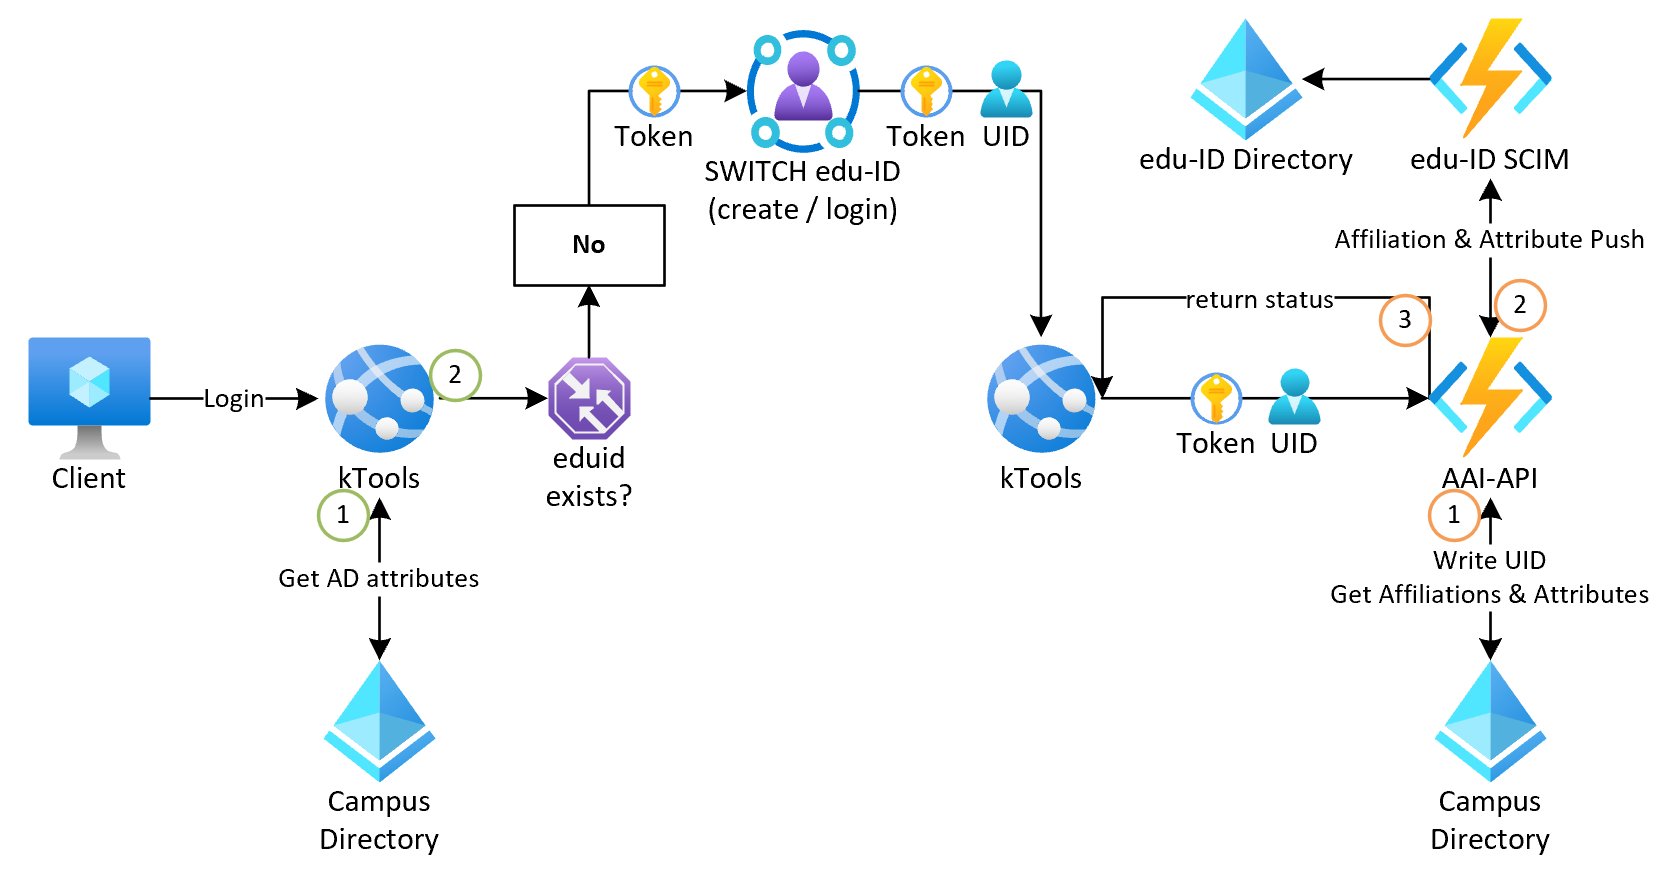 Token
Token
UID
SWITCH edu-ID
(create / login)
edu-ID Directory
edu-ID SCIM
No
Affiliation & Attribute Push
return status
3
2
Login
2
Client
kTools
eduid
exists?
kTools
Token
UID
AAI-API
1
1
Get AD attributes
Write UID
Get Affiliations & Attributes
Campus
Directory
Campus
Directory